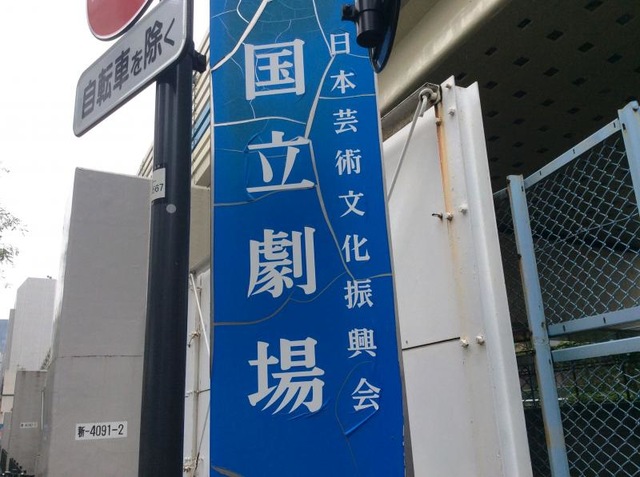 自転車を除く
日本芸術文化振興会
国立劇場
新-4091-2